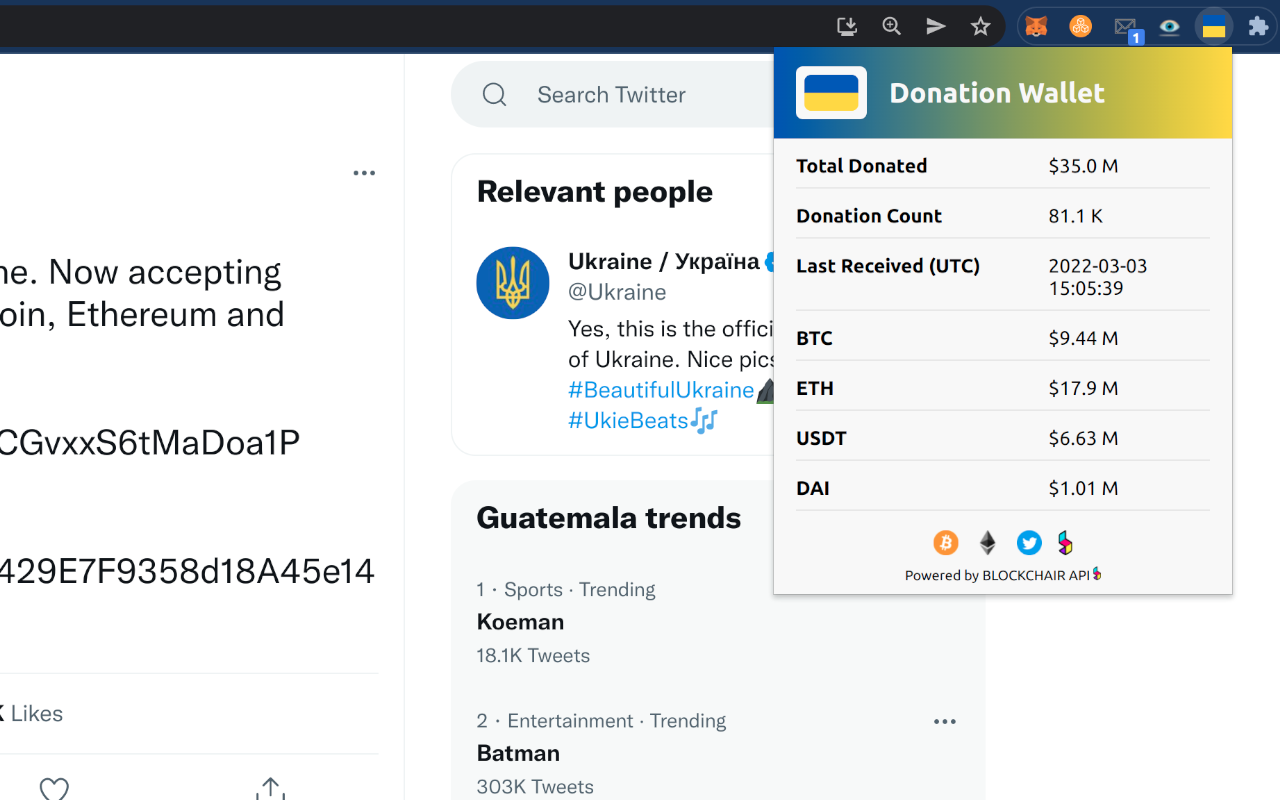 1
Search Twitter
ne. Now accepting
oin, Ethereum and
CGvxxS6tMaDoa1P
429E7F9358d18A45e14
K Likes
Relevant people
Ukraine / Україна
@Ukraine
Yes, this is the offici
of Ukraine. Nice pics
#BeautifulUkraine
#UkieBeats
Guatemala trends
1 · Sports · Trending
Koeman
18.1K Tweets
2 · Entertainment · Trending
Batman
303K Tweets
Donation Wallet
Total Donated $35.0 M
Donation Count 81.1 K
Last Received (UTC) 2022-03-03
15:05:39
BTC $9.44 M
ETH $17.9 M
USDT $6.63 M
DAI $1.01 M
Powered by BLOCKCHAIR API